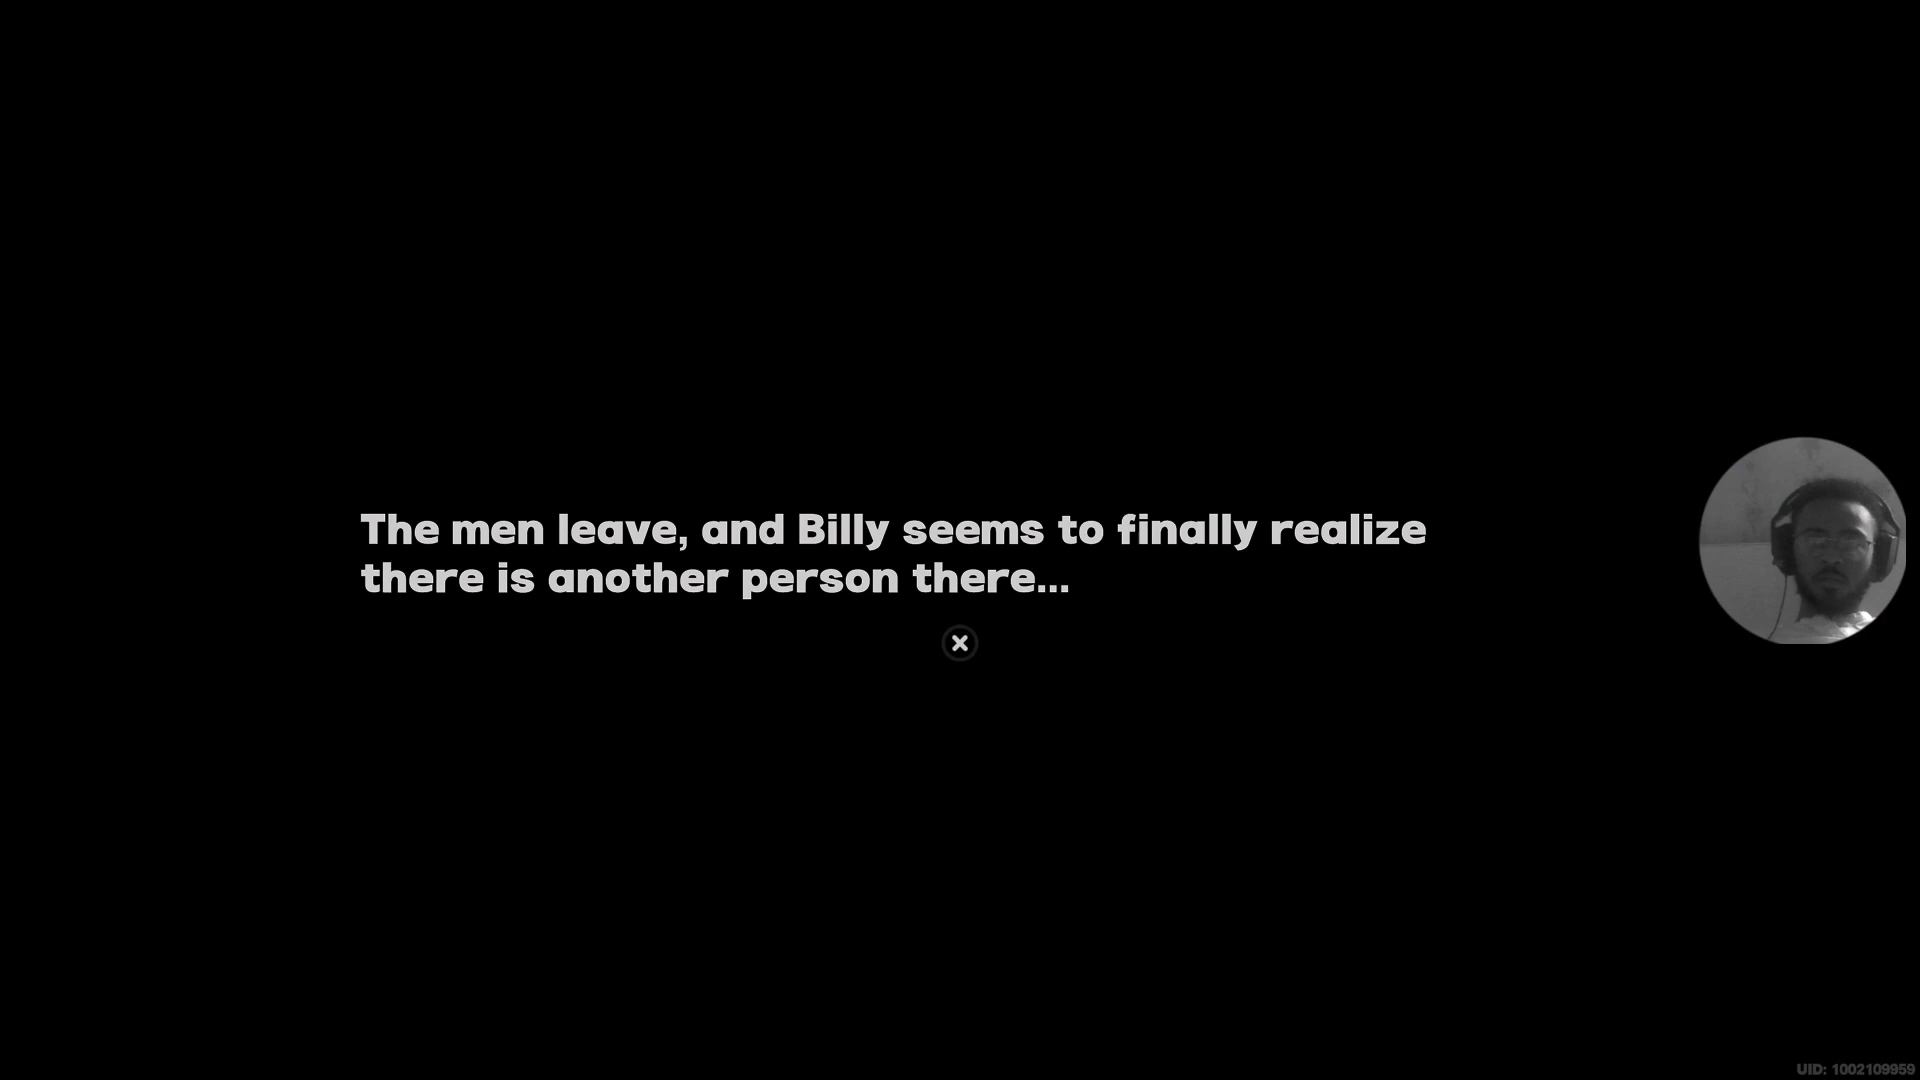 The men leave, and Billy seems to finally realize
there is another person there...
UID: 1002109959